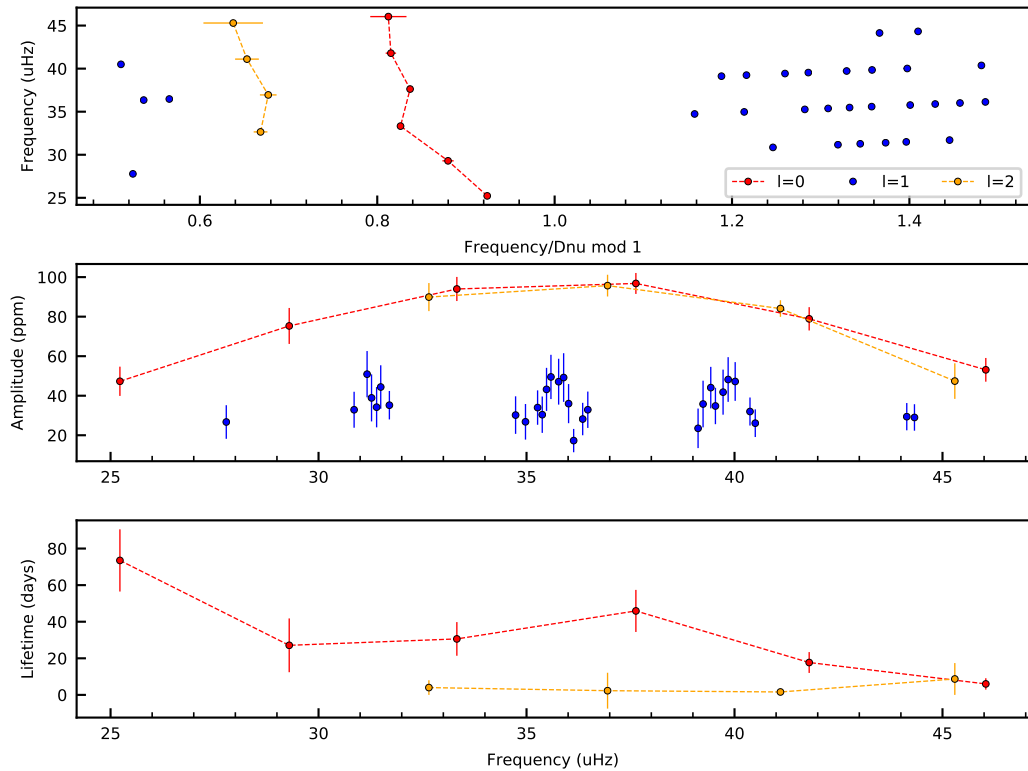 45
40
35
30
25
Frequency (uHz)
l=0 l=1 l=2
0.6 0.8 1.0 1.2 1.4
Frequency/Dnu mod 1
100
80
60
40
20
Amplitude (ppm)
25 30 35 40 45
80
60
40
20
0
Lifetime (days)
25 30 35 40 45
Frequency (uHz)